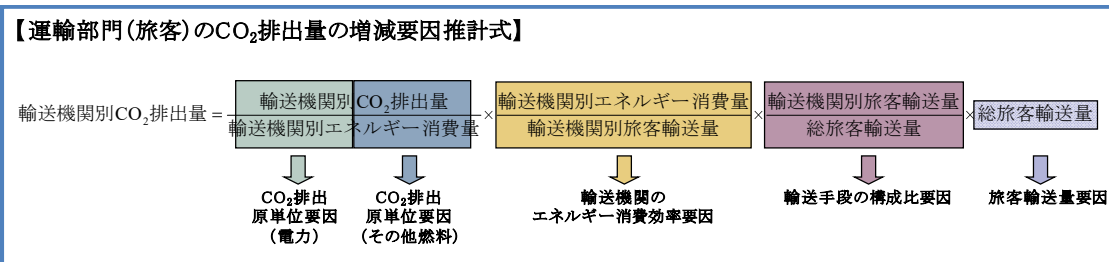 【運輸部門(旅客)のCO₂排出量の増減要因推計式】
輸送機関別CO₂排出量=輸送機関別CO₂排出量/輸送機関別エネルギー消費量×輸送機関別エネルギー消費量/輸送機関別旅客輸送量×輸送機関別旅客輸送量/総旅客輸送量×総旅客輸送量
CO₂排出
原単位要因
(電力)
CO₂排出
原単位要因
(その他燃料)
輸送機関の
エネルギー消費効率要因
輸送手段の構成比要因
旅客輸送量要因